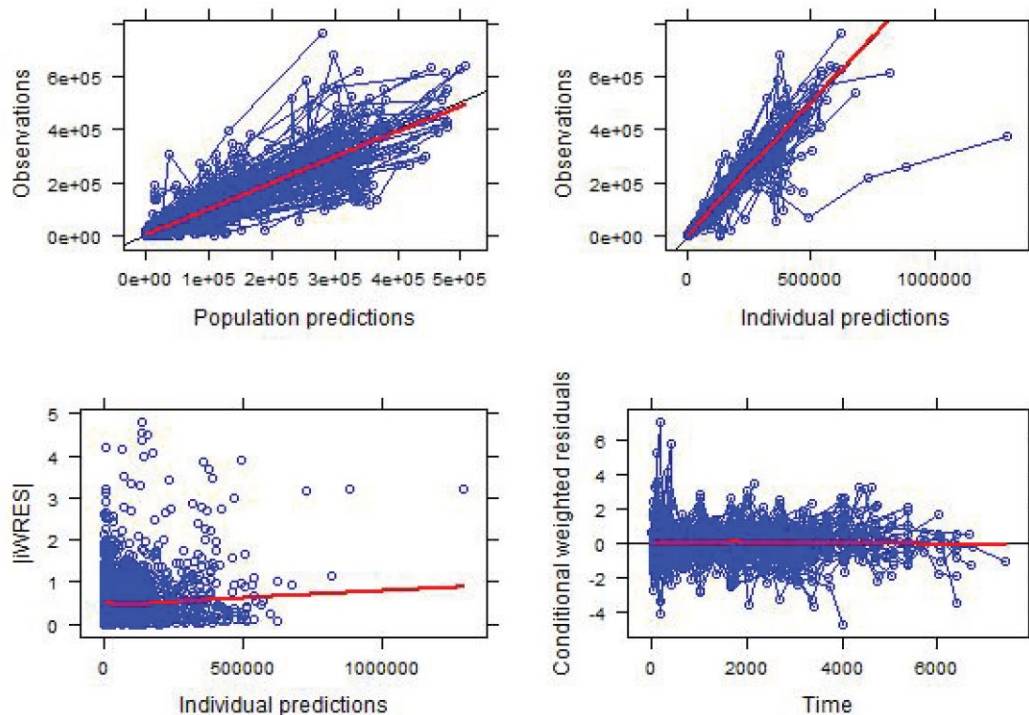 Observations
6e+05
4e+05
2e+05
0e+00
0e+00 1e+05 2e+05 3e+05 4e+05 5e+05
Population predictions
Observations
6e+05
4e+05
2e+05
0e+00
0 500000 1000000
Individual predictions
|iWRES|
5
4
3
2
1
0
0 500000 1000000
Individual predictions
Conditional weighted residuals
6
4
2
0
-2
-4
0 2000 4000 6000
Time